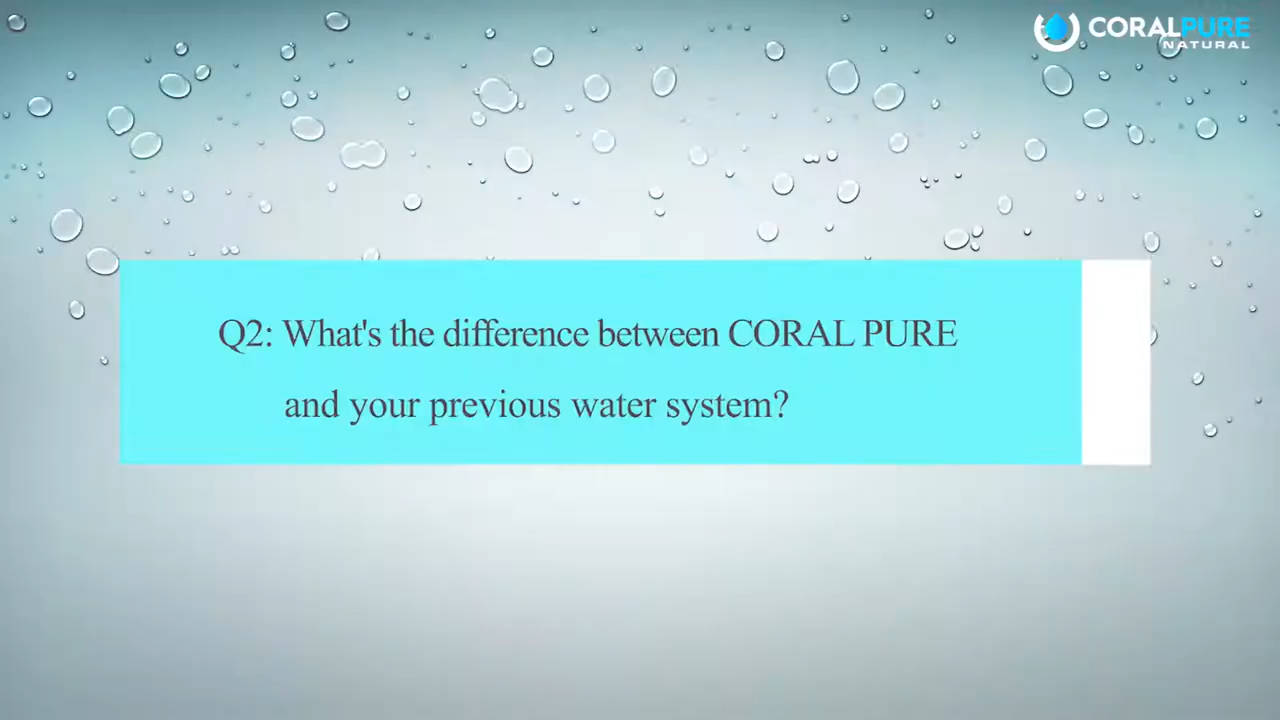 CORALPURE
NATURAL
Q2: What's the difference between CORAL PURE
and your previous water system?